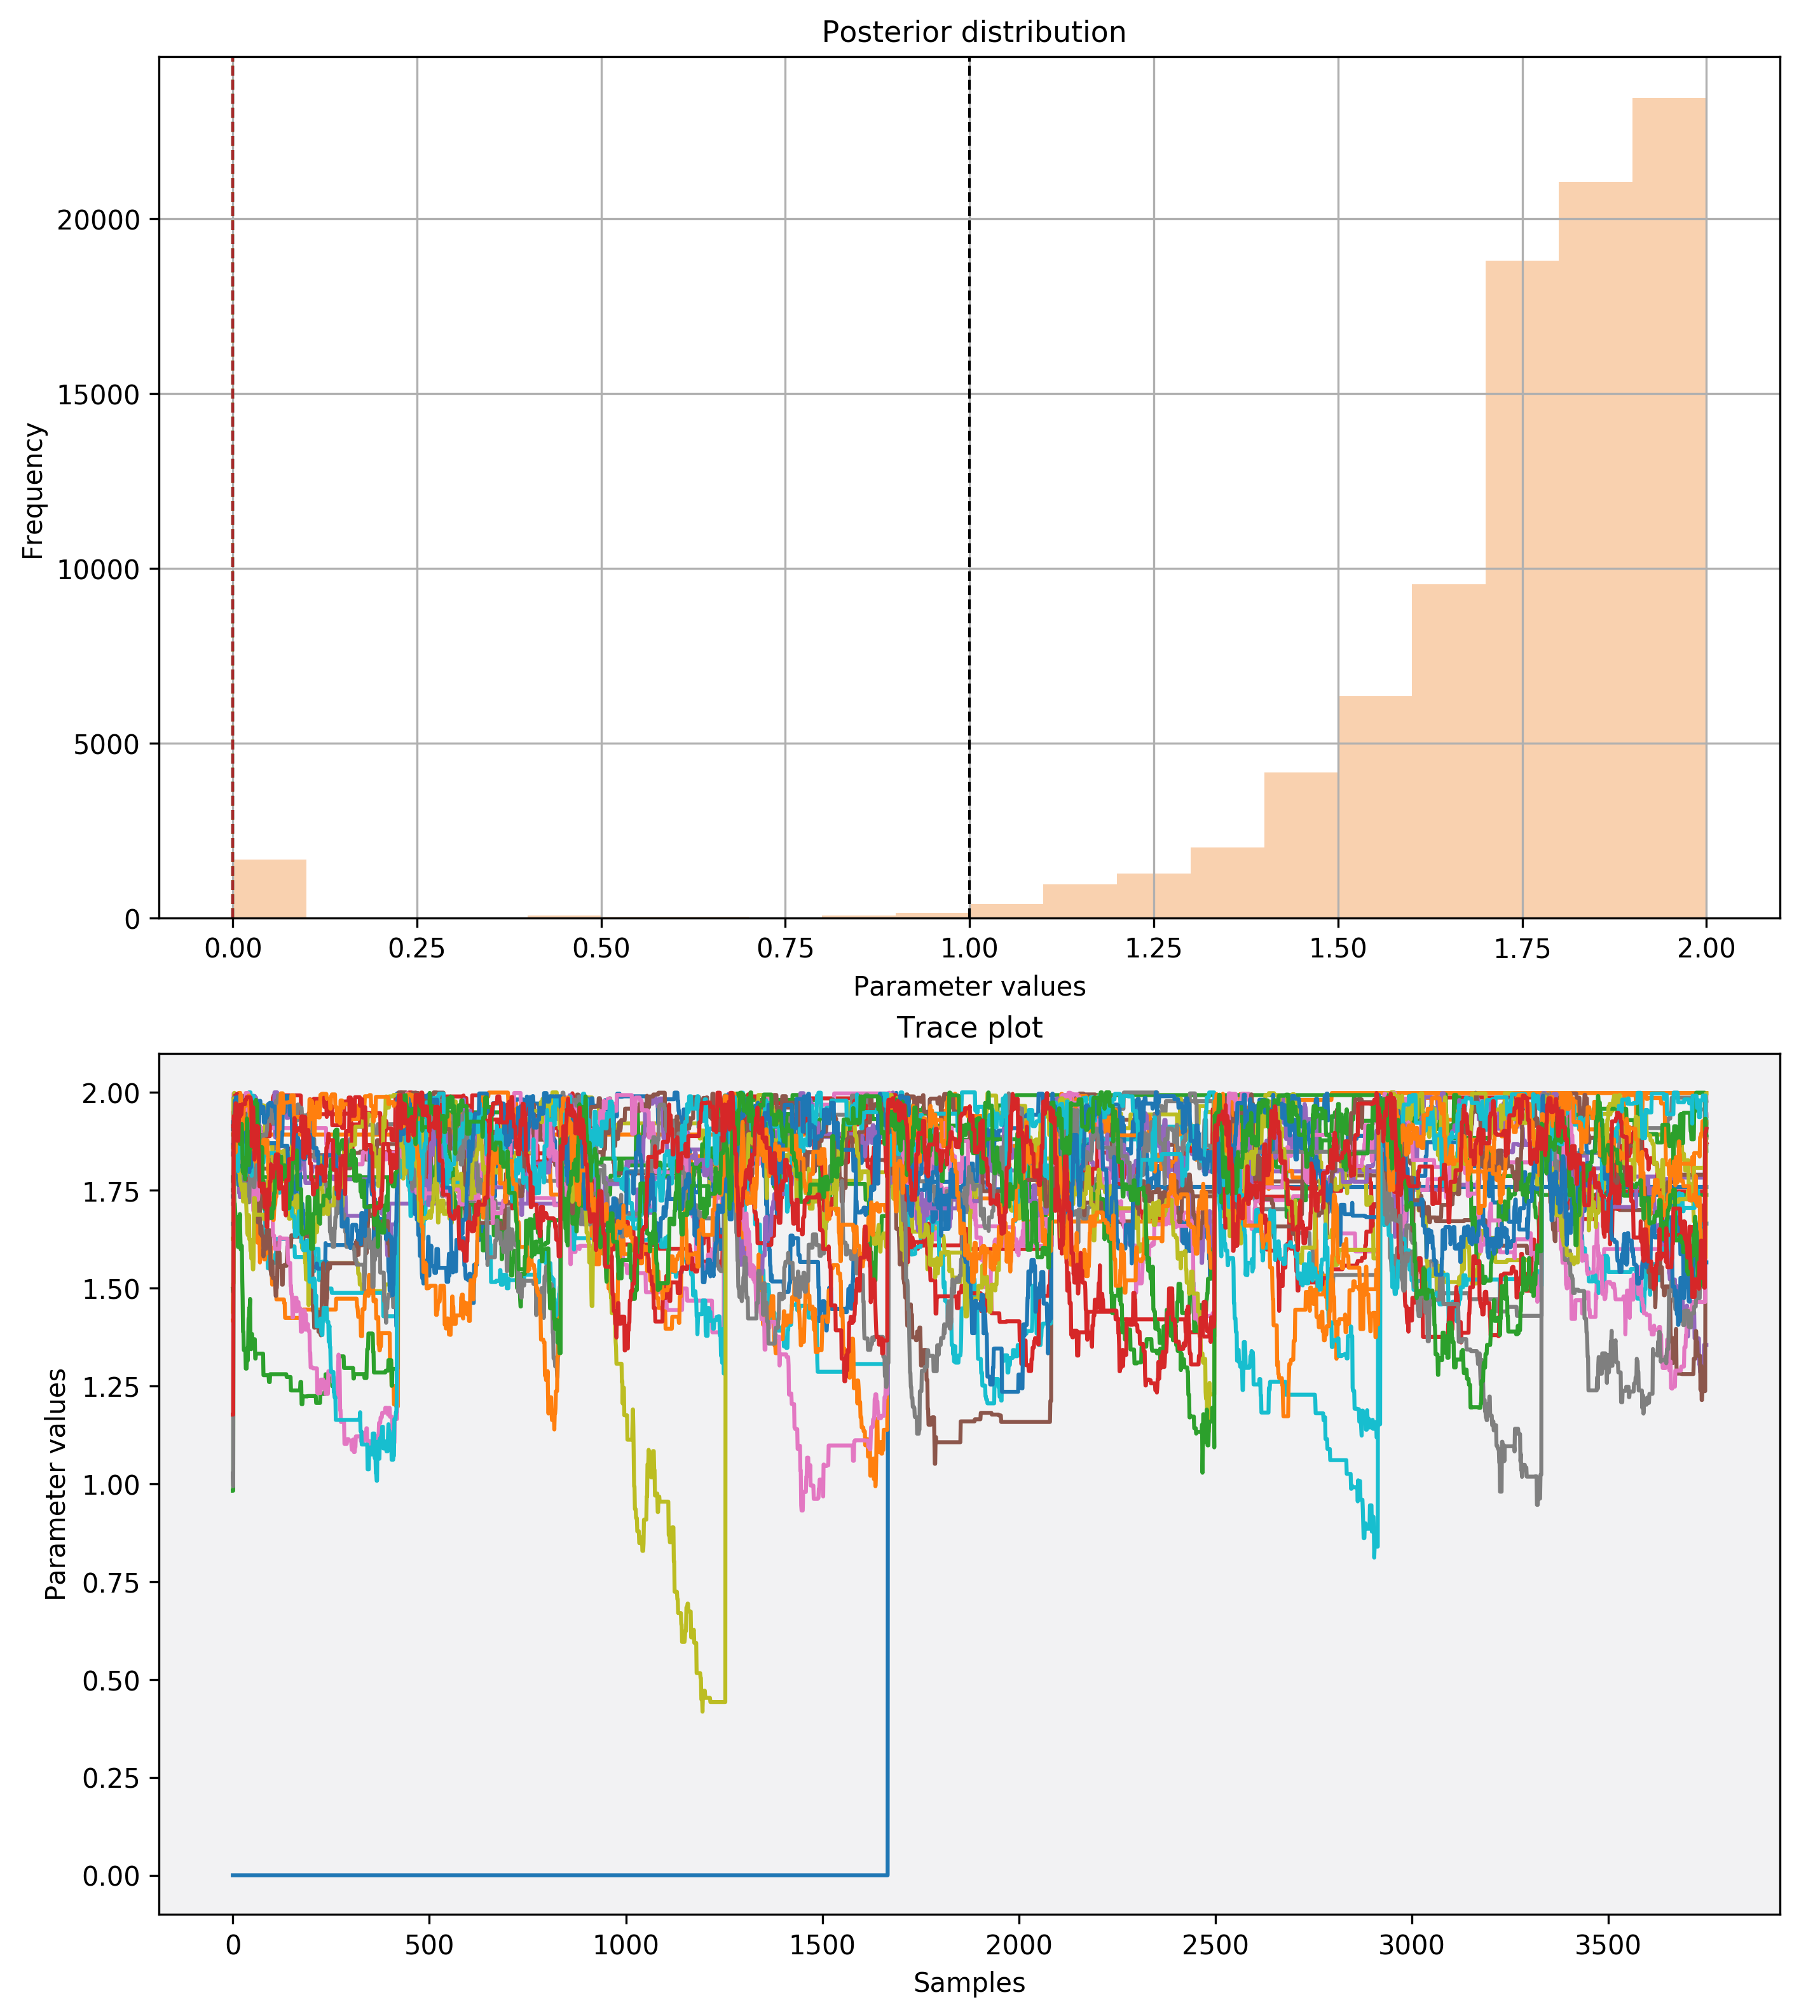 Posterior distribution
20000
15000
10000
5000
0
Frequency
0.00 0.25 0.50 0.75 1.00 1.25 1.50 1.75 2.00
Parameter values
Trace plot
2.00
1.75
1.50
1.25
1.00
0.75
0.50
0.25
0.00
Parameter values
0 500 1000 1500 2000 2500 3000 3500
Samples